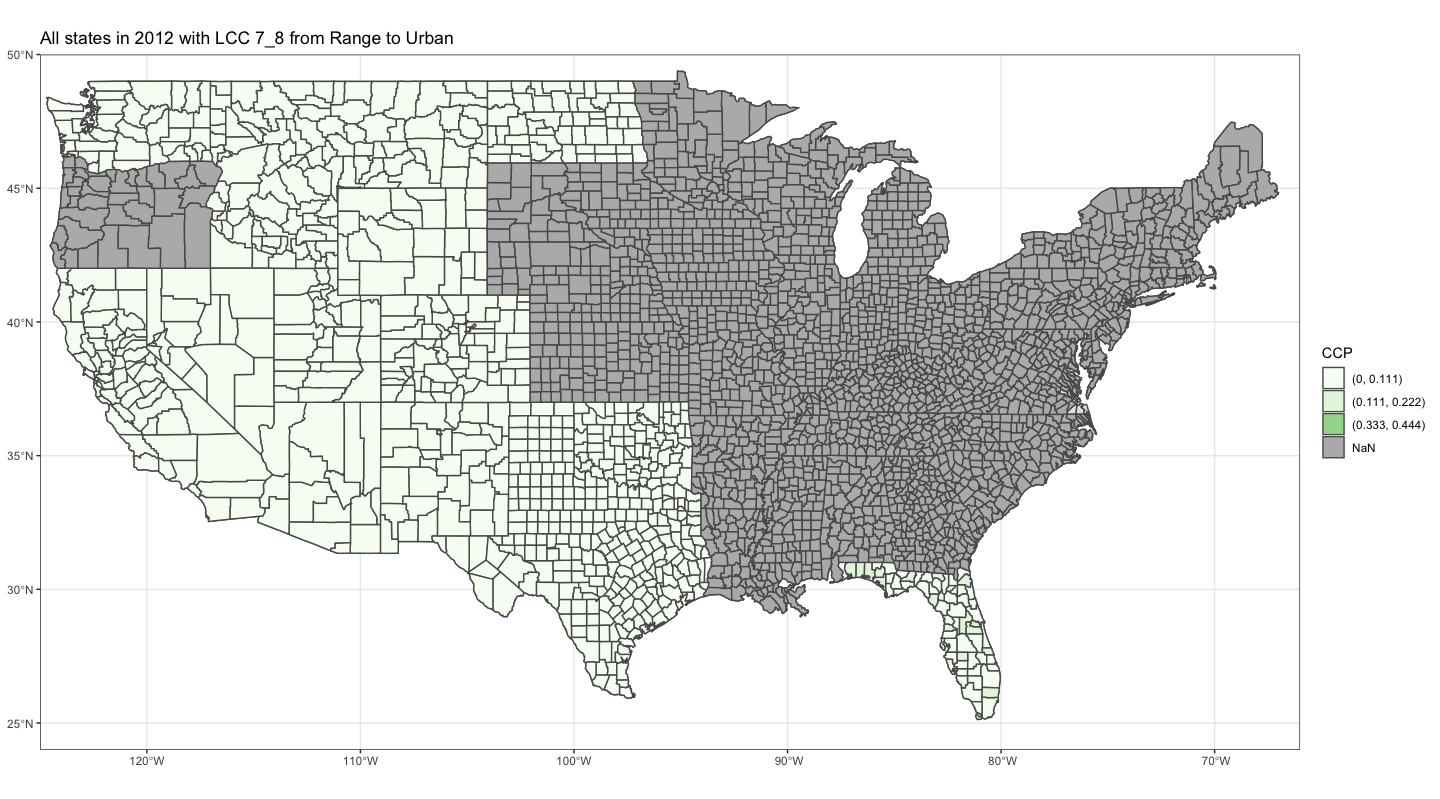 All states in 2012 with LCC 7_8 from Range to Urban
50°N
45°N
40°N
35°N
30°N
25°N
120°W
110°W
100°W
90°W
80°W
70°W
CCP
(0, 0.111)
(0.111, 0.222)
(0.333, 0.444)
NaN